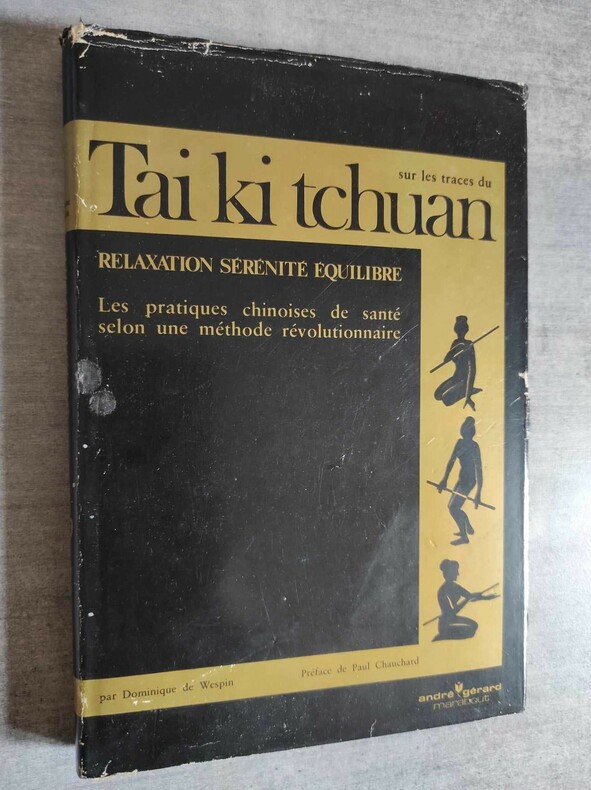 sur les traces du
Tai ki tchuan
RELAXATION SÉRÉNITÉ ÉQUILIBRE
Les pratiques chinoises de santé
selon une méthode révolutionnaire
par Dominique de Wespin
Préface de Paul Chauchard
andré gérard
marabout